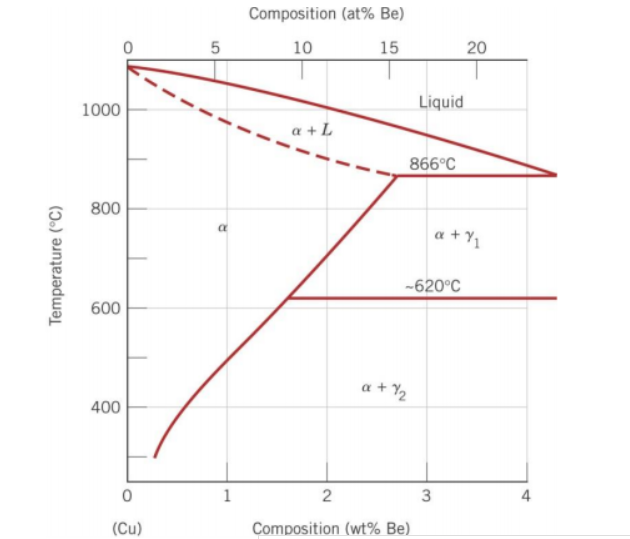 Composition (at% Be)
0 5 10 15 20
Liquid
1000
α + L
866°C
800
α
α + γ1
~620°C
600
α + γ2
400
Temperature (°C)
0 1 2 3 4
(Cu) Composition (wt% Be)